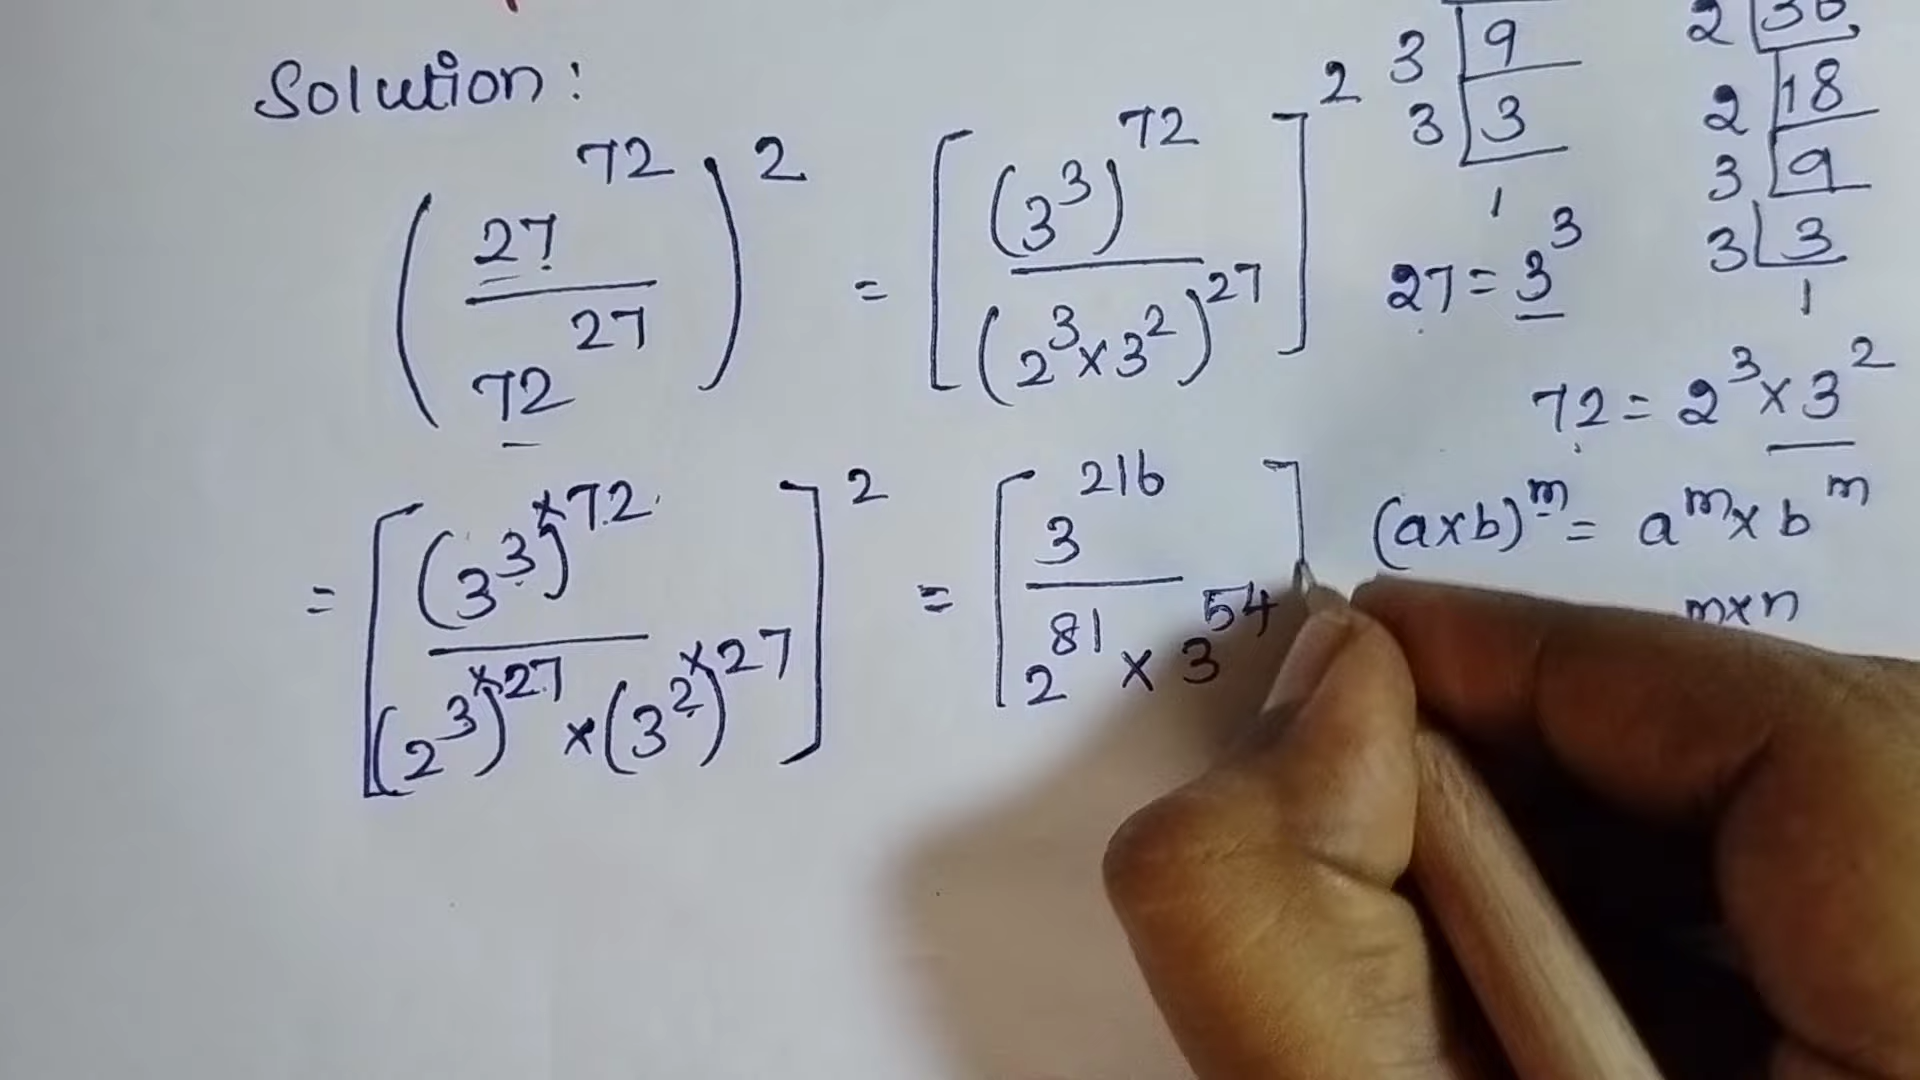 Solution:
(27^72 / 72^27)^2 = [(3^3)^72 / (2^3 × 3^2)^27]^2
= [(3^3)^×72 / (2^3)^×27 × (3^2)^×27]^2 = [3^216 / 2^81 × 3^54]
3 | 9
3 | 3
1
27 = 3^3
2 | 36
2 | 18
3 | 9
3 | 3
1
72 = 2^3 × 3^2
(a×b)^m = a^m × b^m
m×n